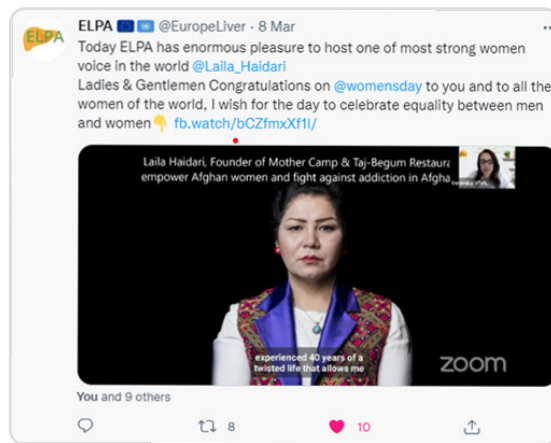 ELPA @EuropeLiver · 8 Mar
ELPA
Today ELPA has enormous pleasure to host one of most strong women
voice in the world @Laila_Haidari
Ladies & Gentlemen Congratulations on @womensday to you and to all the
women of the world, I wish for the day to celebrate equality between men
and women fb.watch/bCZfmxXf1l/
Laila Haidari, Founder of Mother Camp & Taj-Begum Restaura
empower Afghan women and fight against addiction in Afgha
experienced 40 years of a
twisted life that allows me
zoom
You and 9 others
8
10